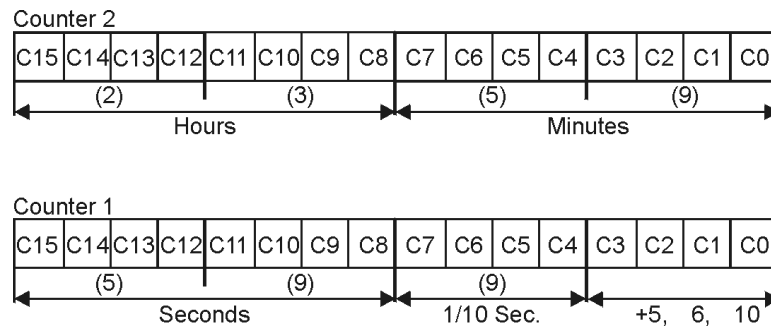 Counter 2
C15 C14 C13 C12 C11 C10 C9 C8 C7 C6 C5 C4 C3 C2 C1 C0
(2) (3) (5) (9)
Hours Minutes
Counter 1
C15 C14 C13 C12 C11 C10 C9 C8 C7 C6 C5 C4 C3 C2 C1 C0
(5) (9) (9)
Seconds 1/10 Sec. +5, 6, 10